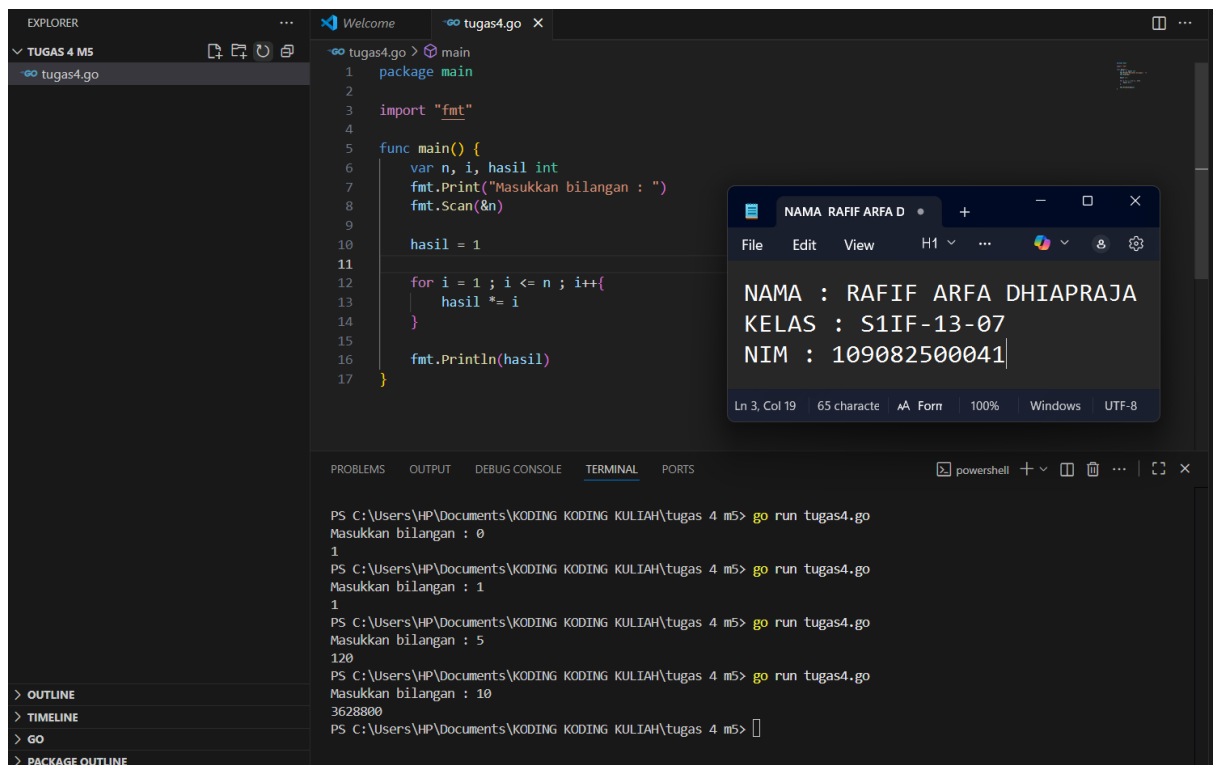 EXPLORER
TUGAS 4 M5
tugas4.go
OUTLINE
TIMELINE
GO
PACKAGE OUTLINE
Welcome
GO tugas4.go
GO tugas4.go > main
1 package main
2
3 import "fmt"
4
5 func main() {
6 var n, i, hasil int
7 fmt.Print("Masukkan bilangan : ")
8 fmt.Scan(&n)
9
10 hasil = 1
11
12 for i = 1 ; i <= n ; i++{
13 hasil *= i
14 }
15
16 fmt.Println(hasil)
17 }
NAMA RAFIF ARFA D
File Edit View H1
NAMA : RAFIF ARFA DHIAPRAJA
KELAS : S1IF-13-07
NIM : 109082500041
Ln 3, Col 19 65 characte Forn 100% Windows UTF-8
PROBLEMS OUTPUT DEBUG CONSOLE TERMINAL PORTS powershell
PS C:\Users\HP\Documents\KODING KODING KULIAH\tugas 4 m5> go run tugas4.go
Masukkan bilangan : 0
1
PS C:\Users\HP\Documents\KODING KODING KULIAH\tugas 4 m5> go run tugas4.go
Masukkan bilangan : 1
1
PS C:\Users\HP\Documents\KODING KODING KULIAH\tugas 4 m5> go run tugas4.go
Masukkan bilangan : 5
120
PS C:\Users\HP\Documents\KODING KODING KULIAH\tugas 4 m5> go run tugas4.go
Masukkan bilangan : 10
3628800
PS C:\Users\HP\Documents\KODING KODING KULIAH\tugas 4 m5>